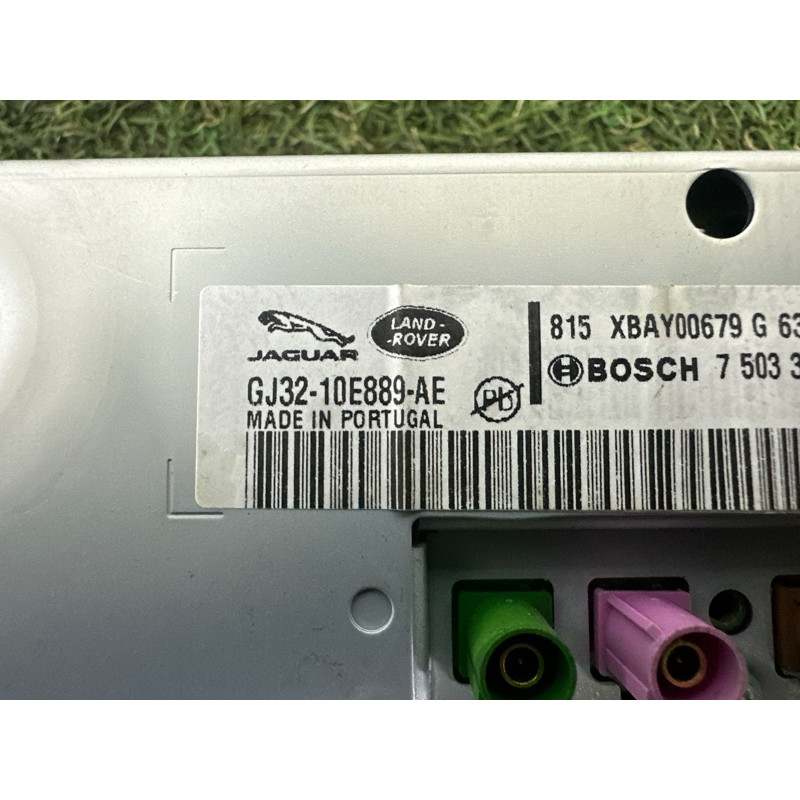 JAGUAR
LAND-
-ROVER
GJ32-10E889-AE
Pb
MADE IN PORTUGAL
815 XBAY00679 G 63
BOSCH 7 503 3